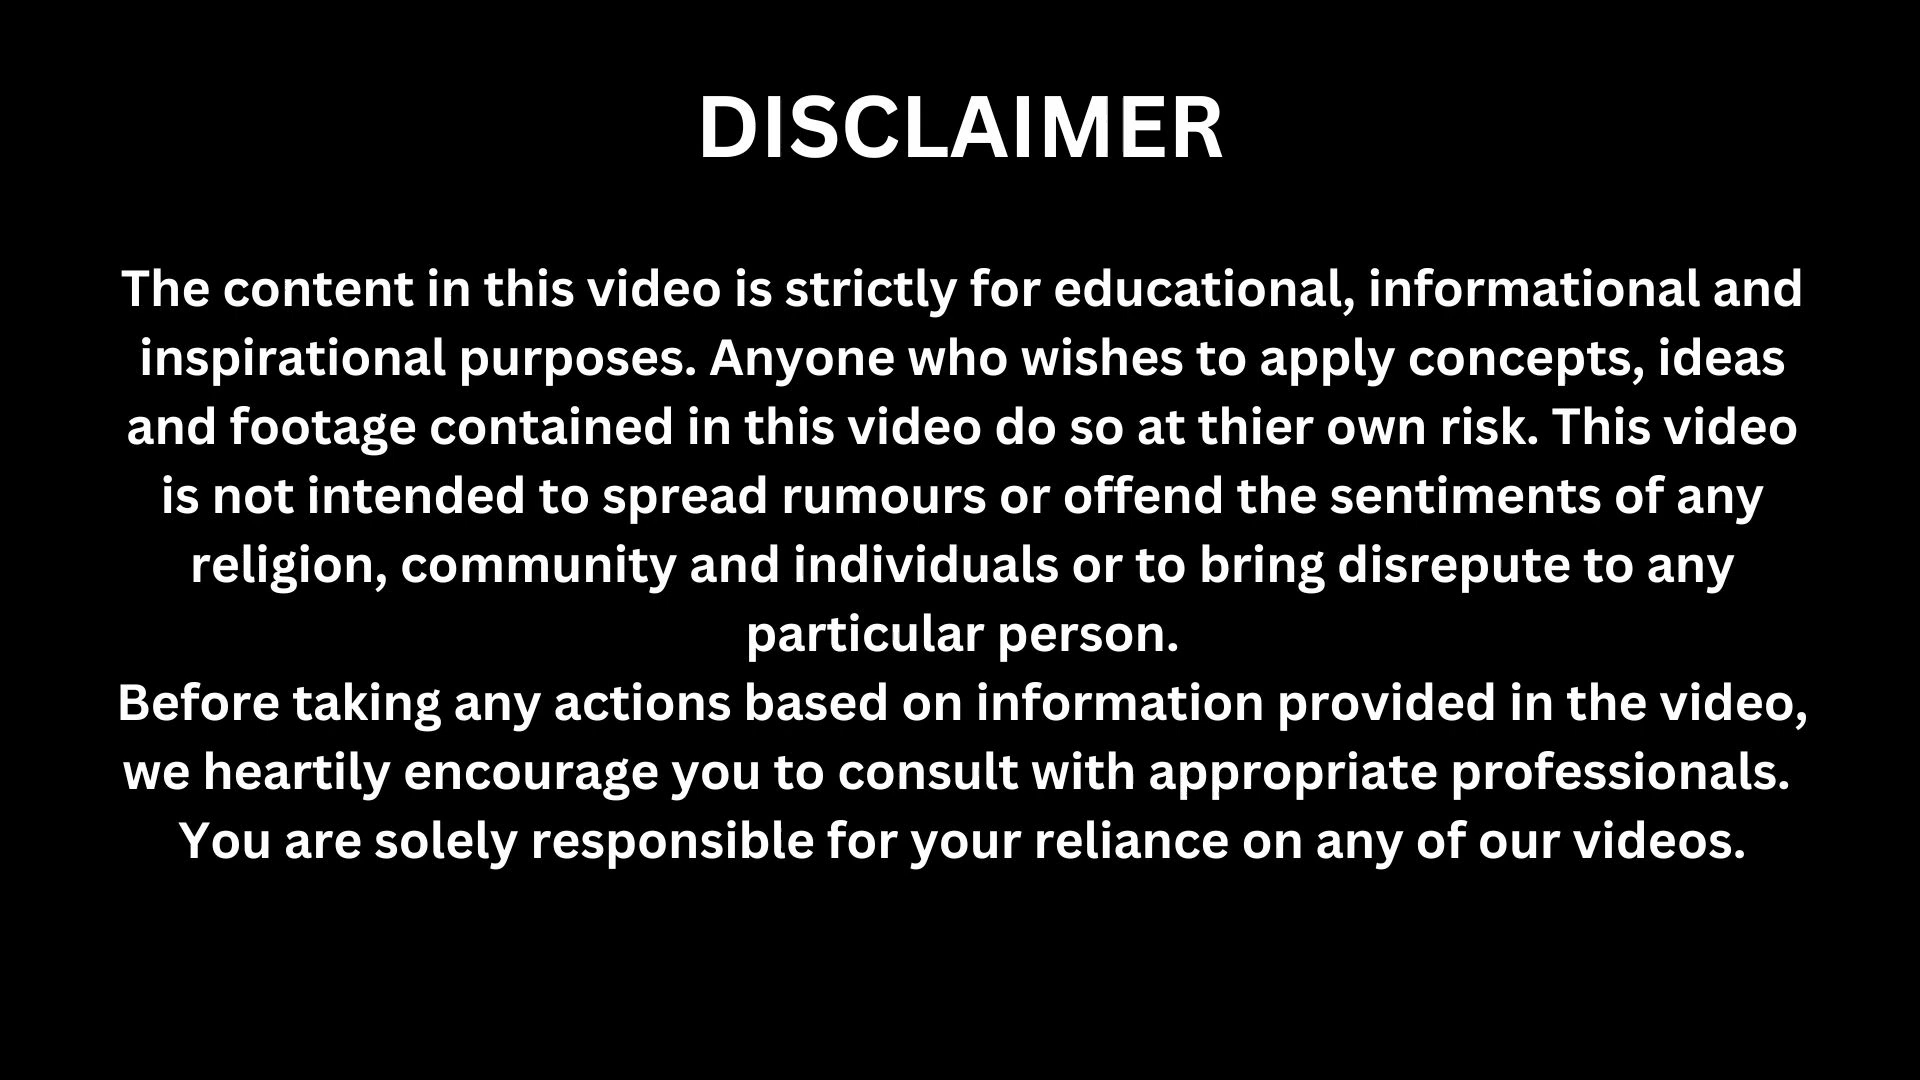 DISCLAIMER
The content in this video is strictly for educational, informational and
inspirational purposes. Anyone who wishes to apply concepts, ideas
and footage contained in this video do so at thier own risk. This video
is not intended to spread rumours or offend the sentiments of any
religion, community and individuals or to bring disrepute to any
particular person.
Before taking any actions based on information provided in the video,
we heartily encourage you to consult with appropriate professionals.
You are solely responsible for your reliance on any of our videos.